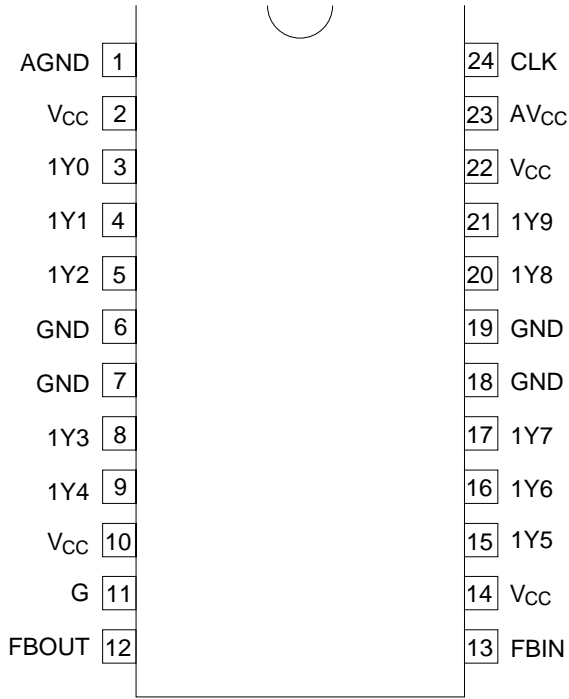 AGND 1 24 CLK
VCC 2 23 AVCC
1Y0 3 22 VCC
1Y1 4 21 1Y9
1Y2 5 20 1Y8
GND 6 19 GND
GND 7 18 GND
1Y3 8 17 1Y7
1Y4 9 16 1Y6
VCC 10 15 1Y5
G 11 14 VCC
FBOUT 12 13 FBIN